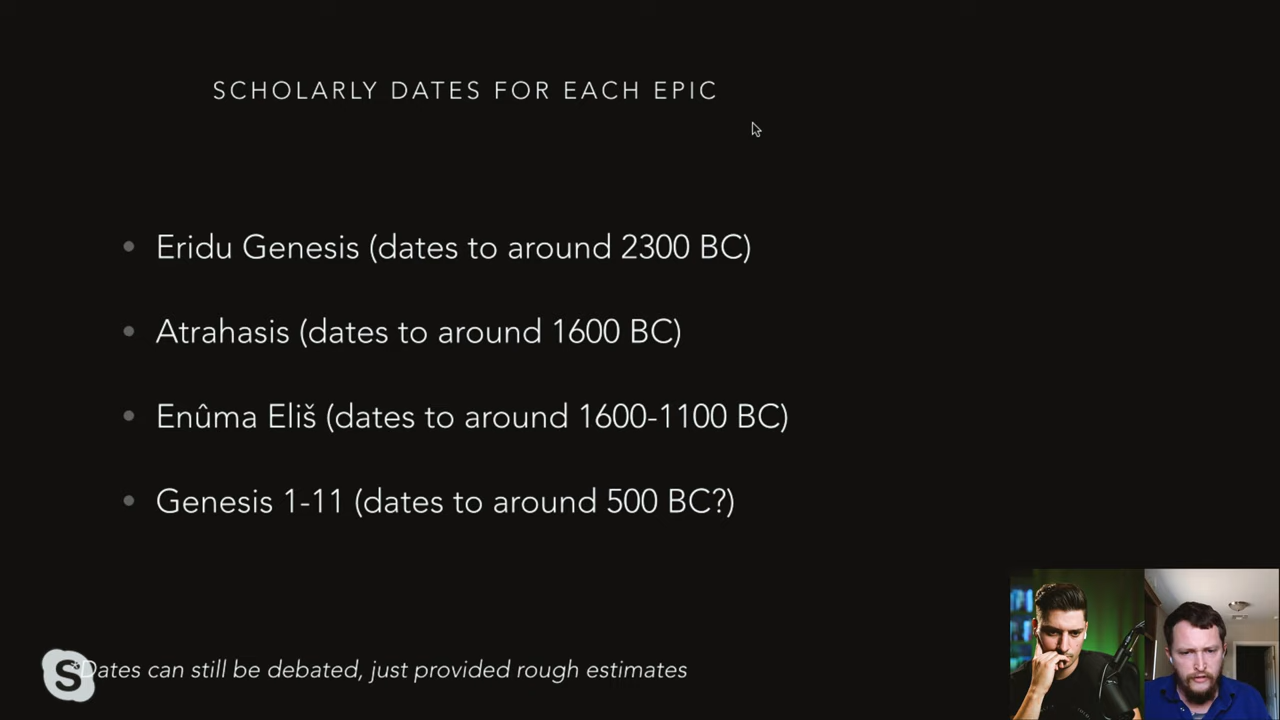 SCHOLARLY DATES FOR EACH EPIC
• Eridu Genesis (dates to around 2300 BC)
• Atrahasis (dates to around 1600 BC)
• Enûma Eliš (dates to around 1600-1100 BC)
• Genesis 1-11 (dates to around 500 BC?)
S
*Dates can still be debated, just provided rough estimates